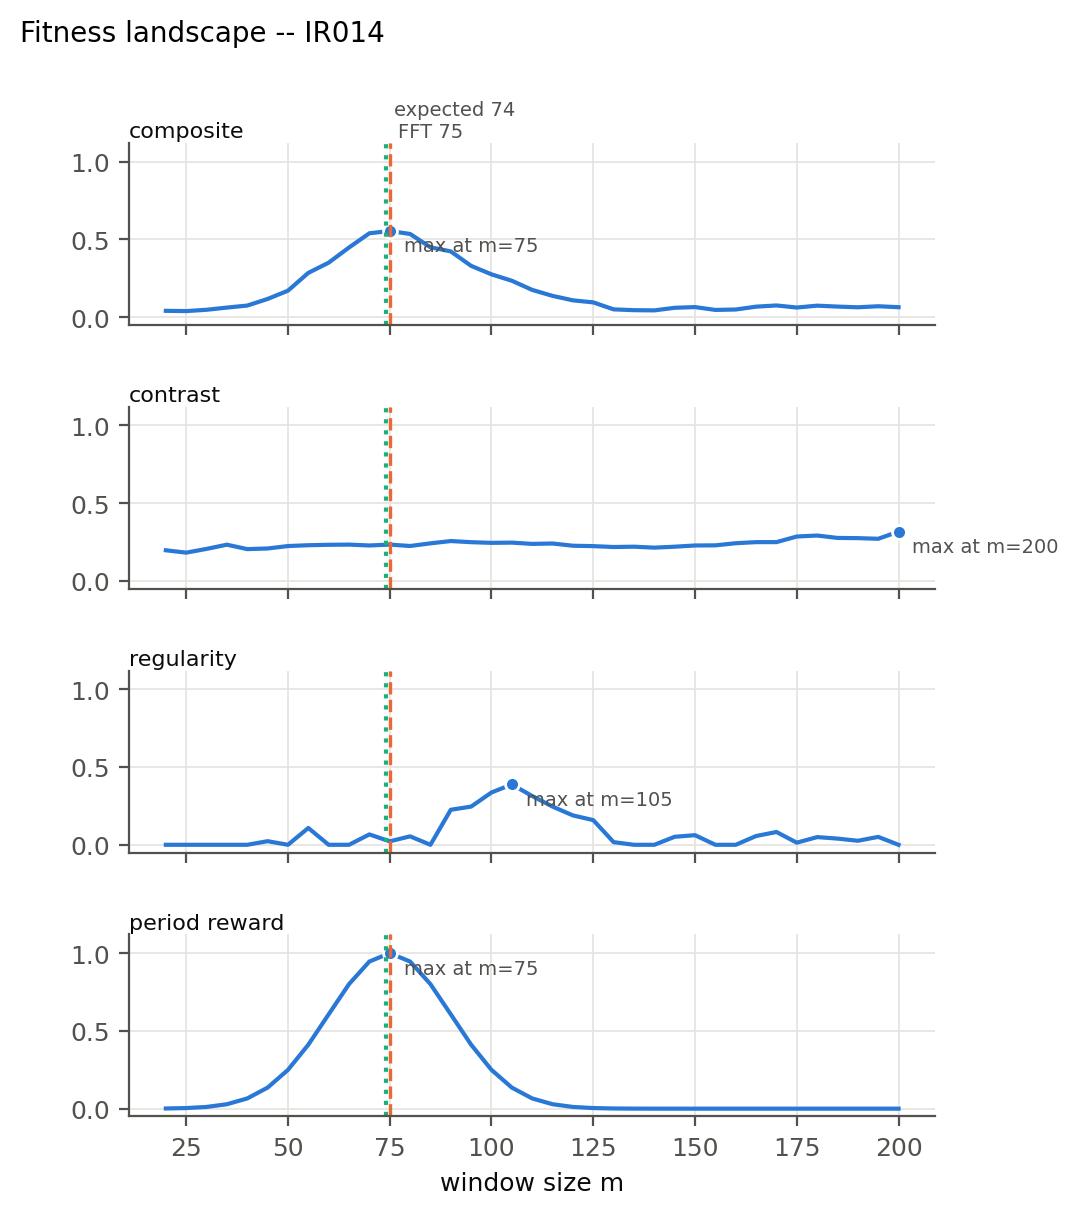 Fitness landscape -- IR014
expected 74
FFT 75
composite
1.0
0.5
0.0
max at m=75
contrast
1.0
0.5
0.0
max at m=200
regularity
1.0
0.5
0.0
max at m=105
period reward
1.0
0.5
0.0
max at m=75
25 50 75 100 125 150 175 200
window size m